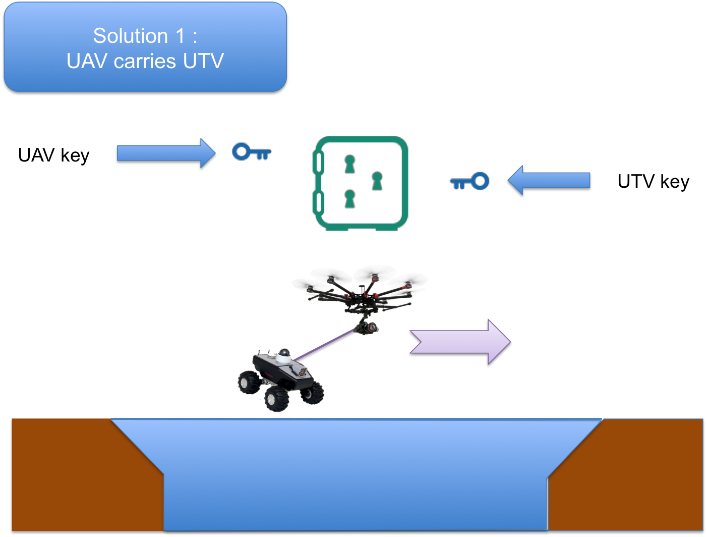 Solution 1 :
UAV carries UTV
UAV key
UTV key